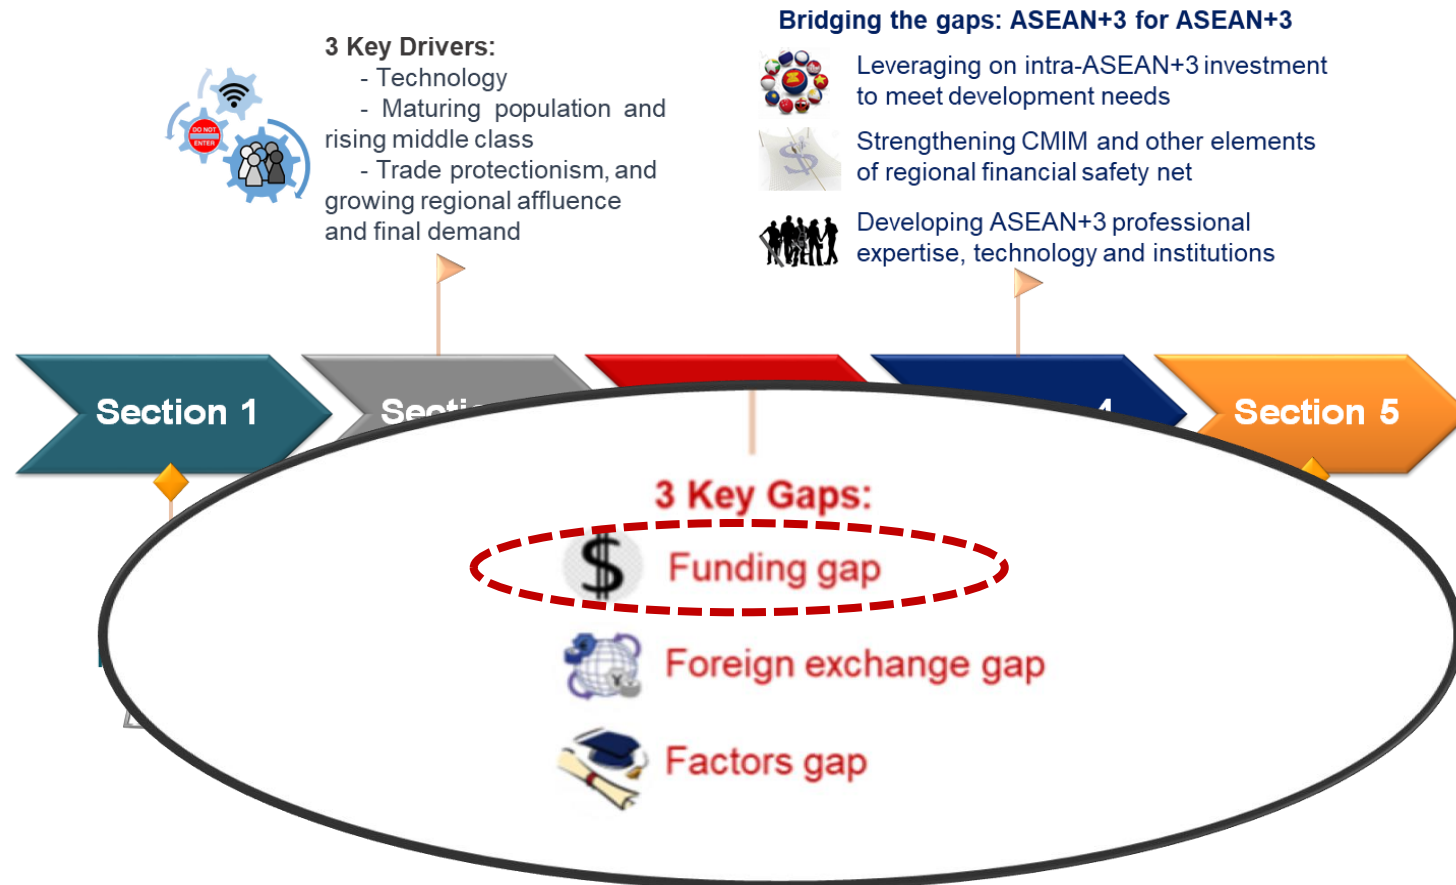 3 Key Drivers:
- Technology
- Maturing population and
rising middle class
- Trade protectionism, and
growing regional affluence
and final demand
DO NOT
ENTER
Bridging the gaps: ASEAN+3 for ASEAN+3
Leveraging on intra-ASEAN+3 investment
to meet development needs
Strengthening CMIM and other elements
of regional financial safety net
Developing ASEAN+3 professional
expertise, technology and institutions
Section 1
Section 5
3 Key Gaps:
$ Funding gap
Foreign exchange gap
Factors gap